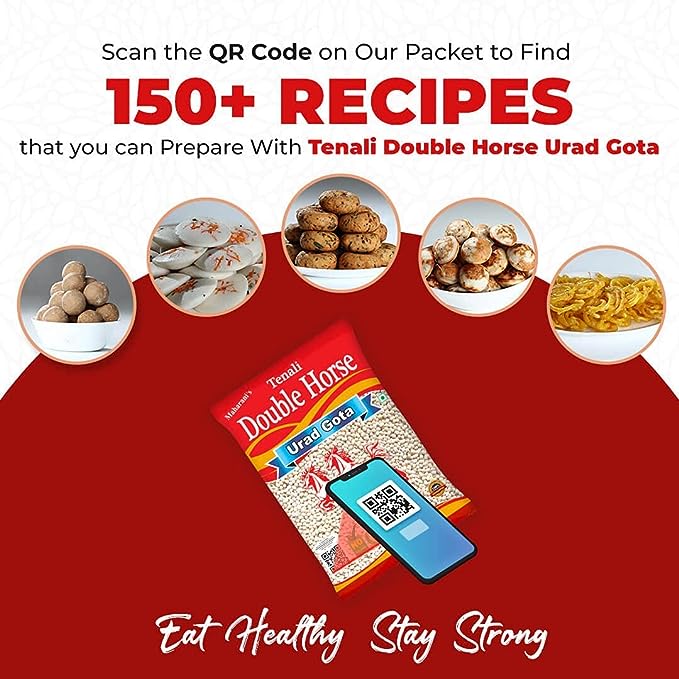 Scan the QR Code on Our Packet to Find
150+ RECIPES
that you can Prepare With Tenali Double Horse Urad Gota
Maharani's
Tenali
Double Horse
Urad Gota
Eat Healthy Stay Strong